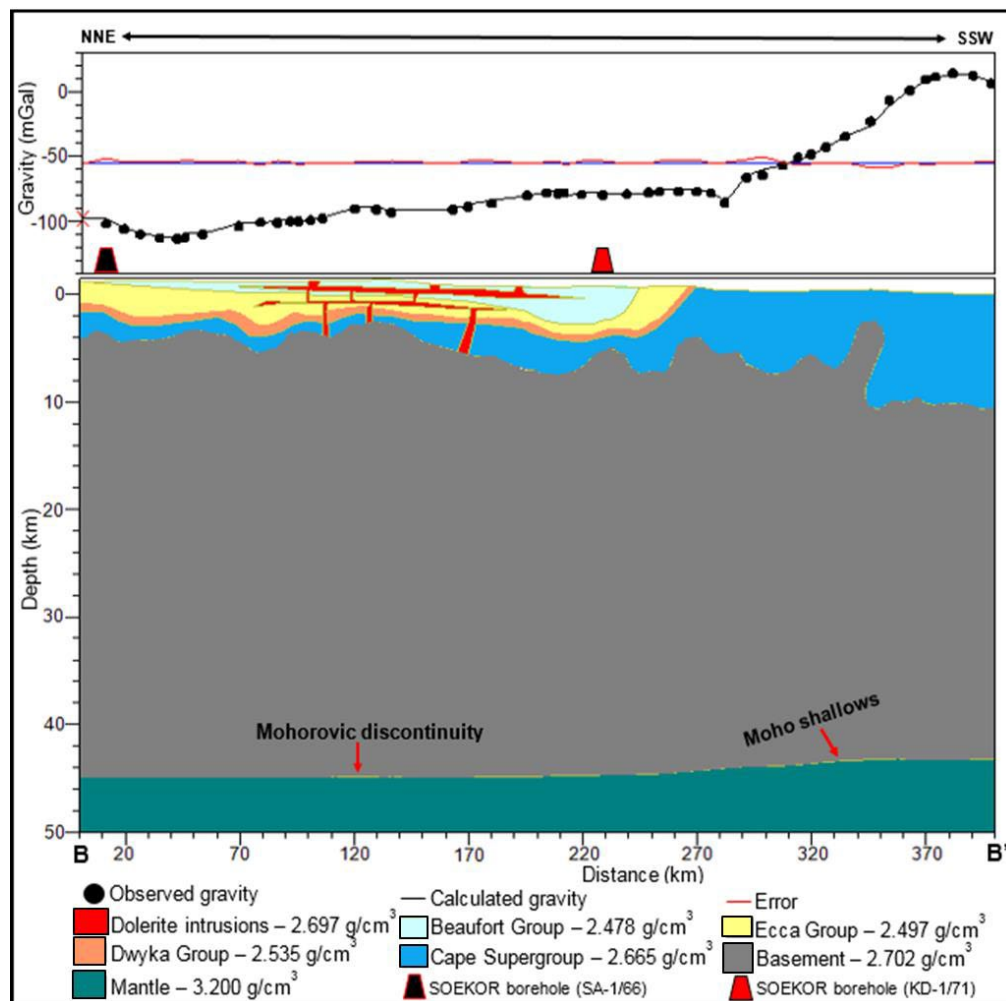 NNE SSW
Gravity (mGal)
0
-50
-100
Depth (km)
0
10
20
30
40
50
Mohorovic discontinuity
Moho shallows
B 20 70 120 170 220 270 320 370 B'
Distance (km)
Observed gravity Calculated gravity Error
Dolerite intrusions – 2.697 g/cm³ Beaufort Group – 2.478 g/cm³ Ecca Group – 2.497 g/cm³
Dwyka Group – 2.535 g/cm³ Cape Supergroup – 2.665 g/cm³ Basement – 2.702 g/cm³
Mantle – 3.200 g/cm³ SOEKOR borehole (SA-1/66) SOEKOR borehole (KD-1/71)